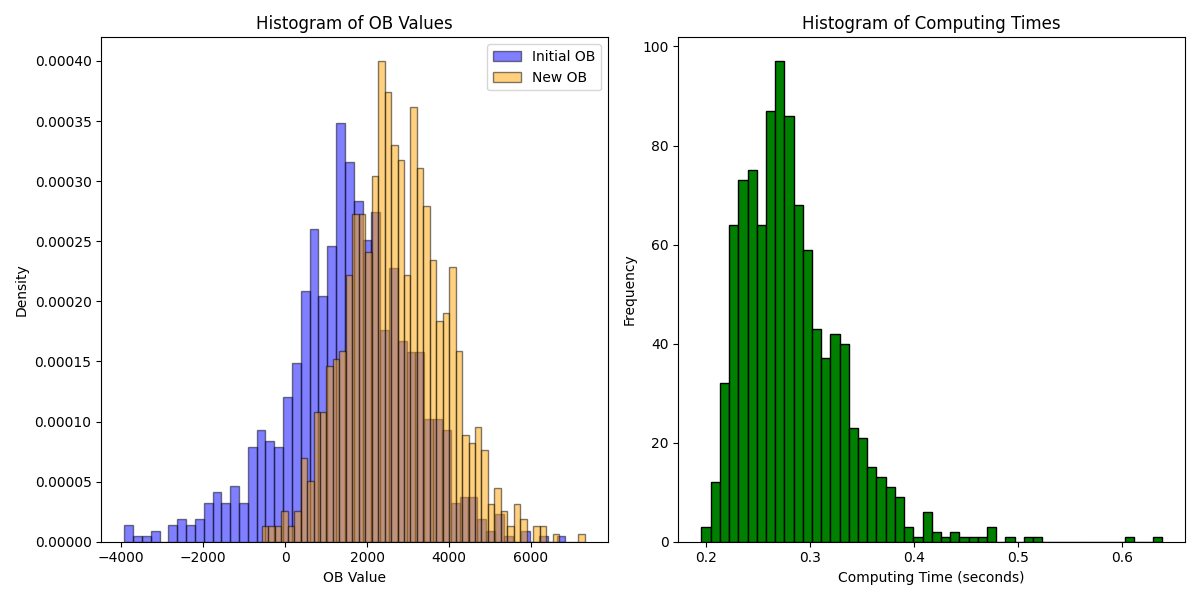 Histogram of OB Values
Initial OB
New OB
0.00040
0.00035
0.00030
0.00025
0.00020
0.00015
0.00010
0.00005
0.00000
Density
−4000 −2000 0 2000 4000 6000
OB Value
Histogram of Computing Times
100
80
60
40
20
0
Frequency
0.2 0.3 0.4 0.5 0.6
Computing Time (seconds)